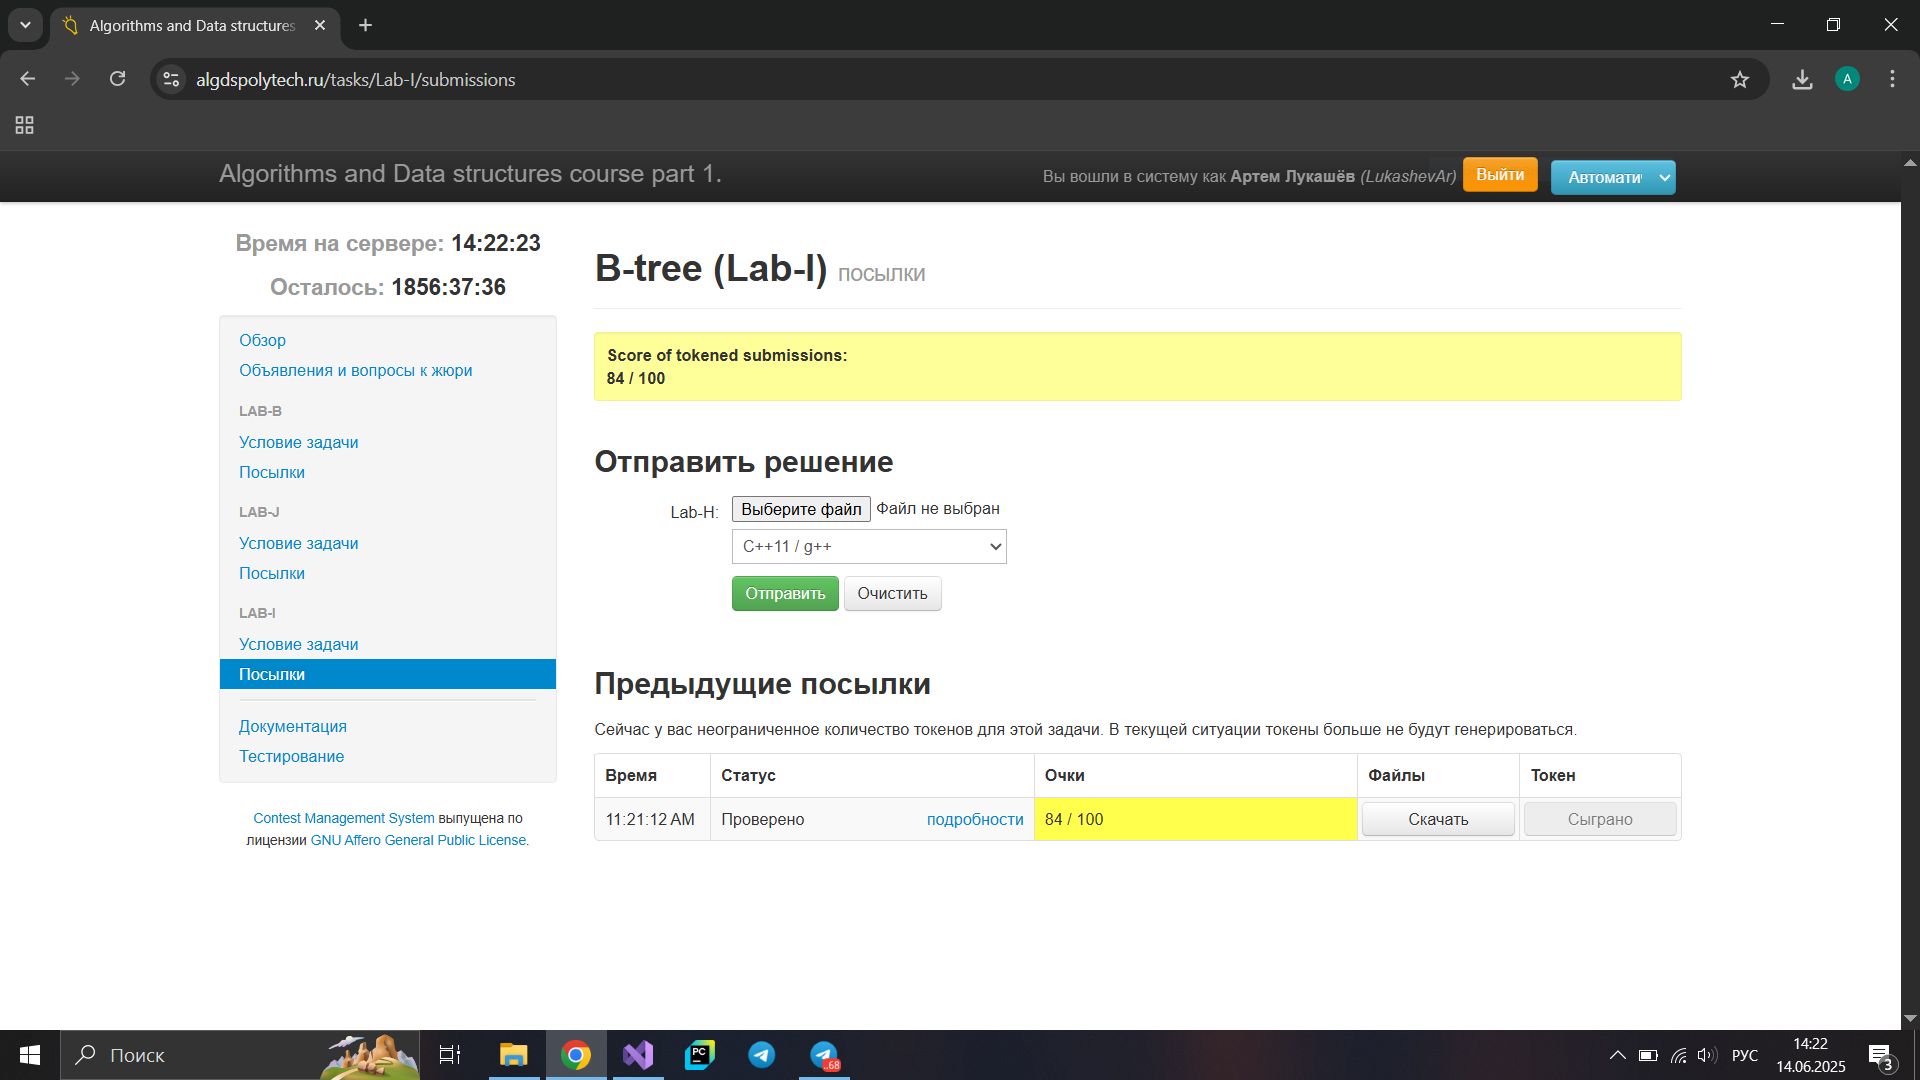 Algorithms and Data structures
algdspolytech.ru/tasks/Lab-I/submissions
A
Algorithms and Data structures course part 1.
Вы вошли в систему как Артем Лукашёв (LukashevAr)
Выйти
Автомати
Время на сервере: 14:22:23
Осталось: 1856:37:36
Обзор
Объявления и вопросы к жюри
LAB-B
Условие задачи
Посылки
LAB-J
Условие задачи
Посылки
LAB-I
Условие задачи
Посылки
Документация
Тестирование
Contest Management System выпущена по
лицензии GNU Affero General Public License.
B-tree (Lab-I) посылки
Score of tokened submissions:
84 / 100
Отправить решение
Lab-H: Выберите файл Файл не выбран
C++11 / g++
Отправить Очистить
Предыдущие посылки
Сейчас у вас неограниченное количество токенов для этой задачи. В текущей ситуации токены больше не будут генерироваться.
Время Статус Очки Файлы Токен
11:21:12 AM Проверено подробности 84 / 100 Скачать Сыграно
Поиск
PC
..68
РУС
14:22
14.06.2025
3